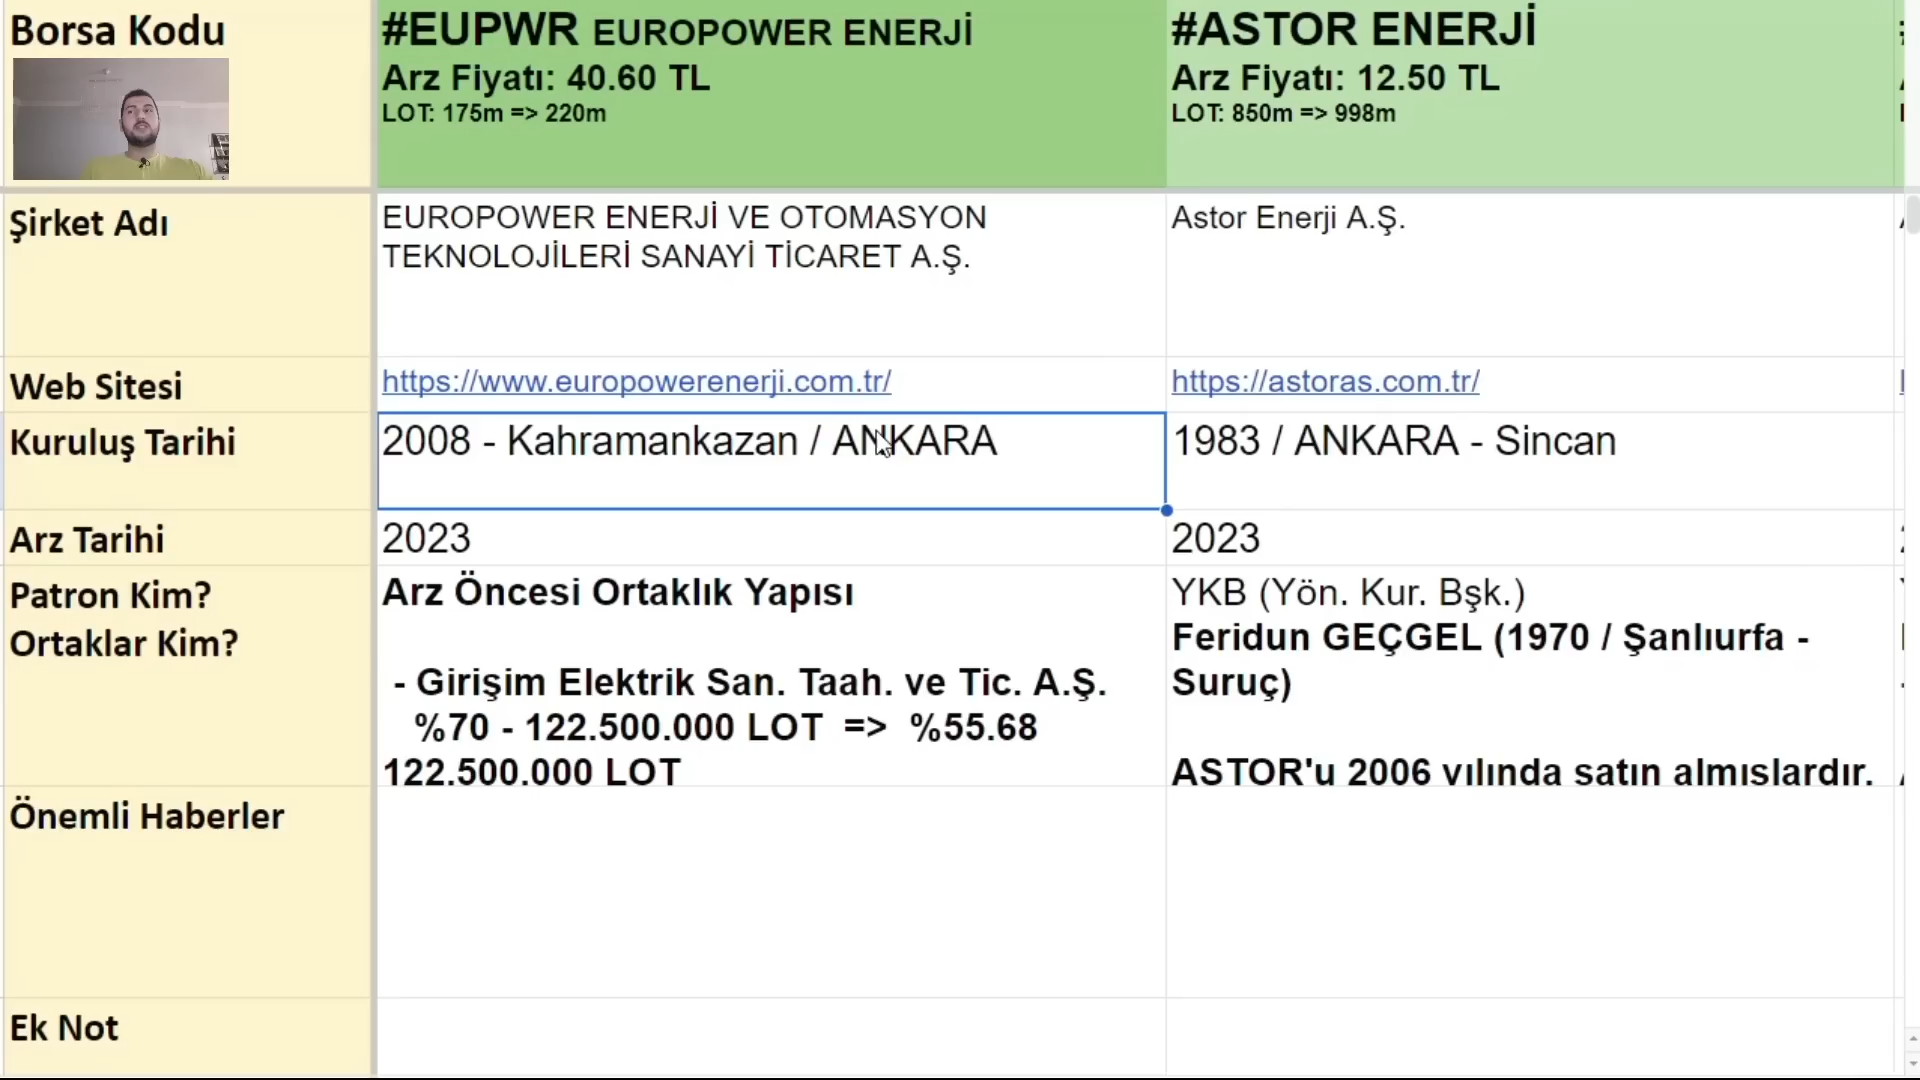 Borsa Kodu
#EUPWR EUROPOWER ENERJİ
Arz Fiyatı: 40.60 TL
LOT: 175m => 220m
#ASTOR ENERJİ
Arz Fiyatı: 12.50 TL
LOT: 850m => 998m
Şirket Adı
EUROPOWER ENERJİ VE OTOMASYON
TEKNOLOJİLERİ SANAYİ TİCARET A.Ş.
Astor Enerji A.Ş.
Web Sitesi
https://www.europowerenerji.com.tr/
https://astoras.com.tr/
Kuruluş Tarihi
2008 - Kahramankazan / ANKARA
1983 / ANKARA - Sincan
Arz Tarihi
2023
2023
Patron Kim?
Ortaklar Kim?
Arz Öncesi Ortaklık Yapısı
- Girişim Elektrik San. Taah. ve Tic. A.Ş.
%70 - 122.500.000 LOT => %55.68
122.500.000 LOT
YKB (Yön. Kur. Bşk.)
Feridun GEÇGEL (1970 / Şanlıurfa -
Suruç)
ASTOR'u 2006 yılında satın almışlardır.
Önemli Haberler
Ek Not